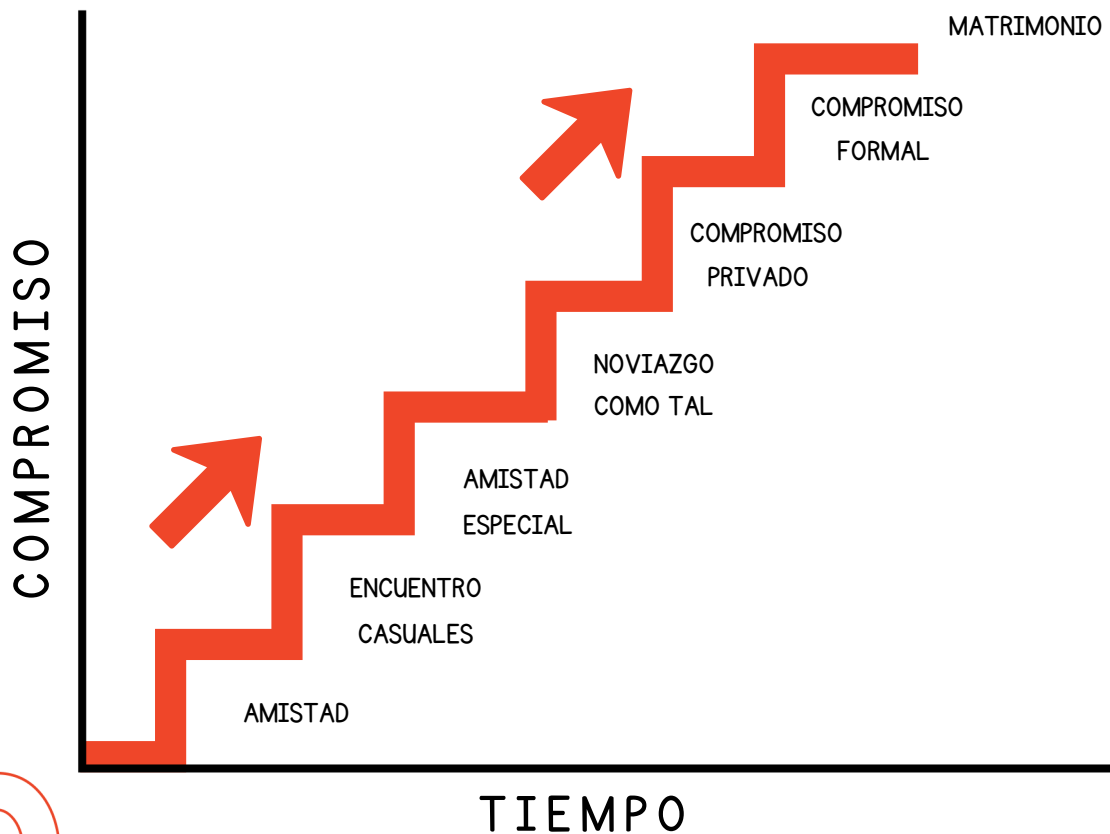 MATRIMONIO
COMPROMISO
FORMAL
COMPROMISO
PRIVADO
NOVIAZGO
COMO TAL
AMISTAD
ESPECIAL
ENCUENTRO
CASUALES
AMISTAD
COMPROMISO
TIEMPO